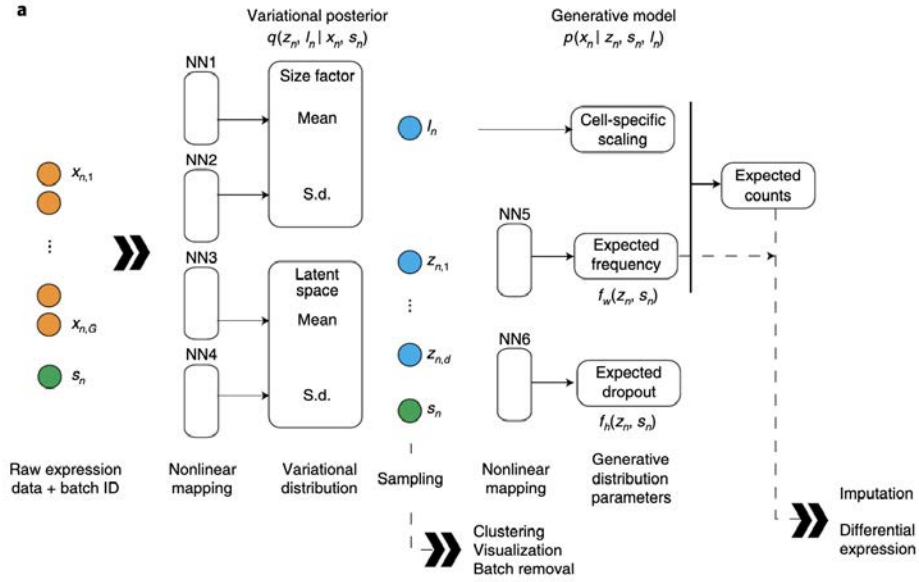 a
Variational posterior
q(zₙ, lₙ | xₙ, sₙ)
Generative model
p(xₙ | zₙ, sₙ, lₙ)
NN1
Size factor
Mean
NN2
S.d.
NN3
Latent
space
Mean
NN4
S.d.
xₙ,₁
⋮
xₙ,G
sₙ
lₙ
zₙ,₁
⋮
zₙ,d
sₙ
Cell-specific
scaling
NN5
Expected
frequency
f_w(zₙ, sₙ)
NN6
Expected
dropout
f_h(zₙ, sₙ)
Expected
counts
Raw expression
data + batch ID
Nonlinear
mapping
Variational
distribution
Sampling
Nonlinear
mapping
Generative
distribution
parameters
Clustering
Visualization
Batch removal
Imputation
Differential
expression